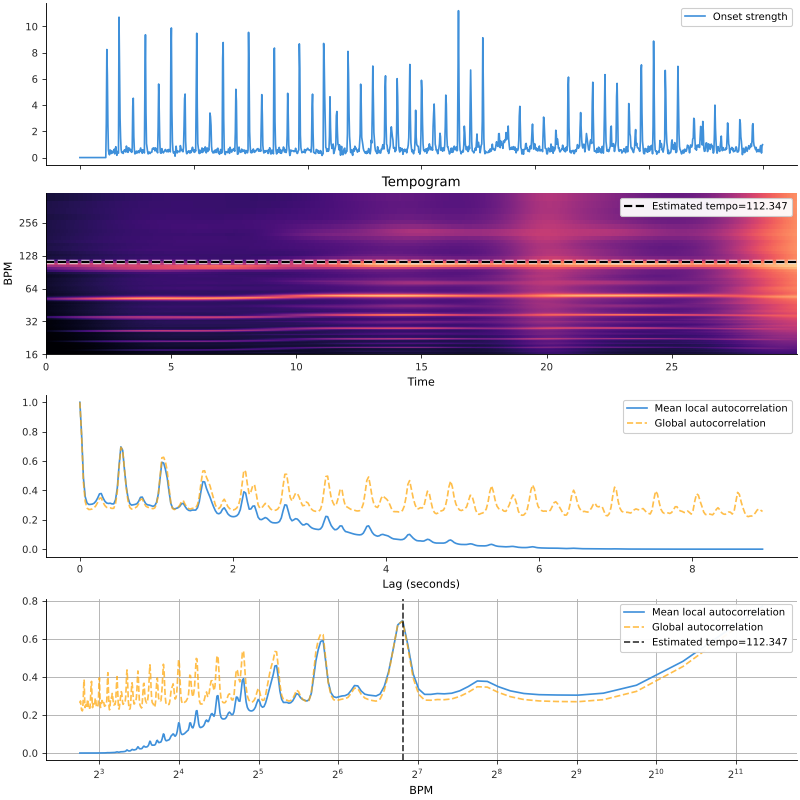 Onset strength
10
8
6
4
2
0
Tempogram
Estimated tempo=112.347
256
128
64
32
16
BPM
0 5 10 15 20 25
Time
Mean local autocorrelation
Global autocorrelation
1.0
0.8
0.6
0.4
0.2
0.0
0 2 4 6 8
Lag (seconds)
Mean local autocorrelation
Global autocorrelation
Estimated tempo=112.347
0.8
0.6
0.4
0.2
0.0
2³ 2⁴ 2⁵ 2⁶ 2⁷ 2⁸ 2⁹ 2¹⁰ 2¹¹
BPM